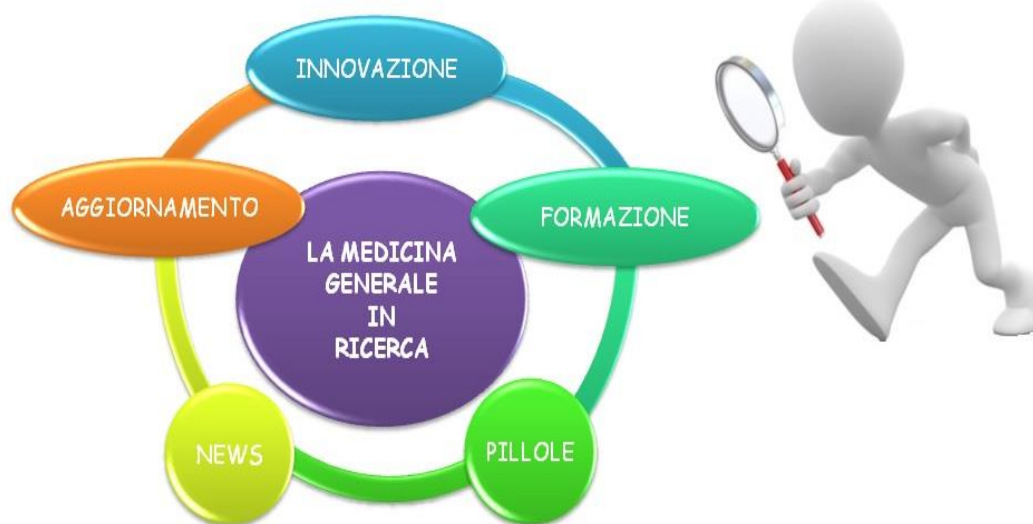 INNOVAZIONE
AGGIORNAMENTO
FORMAZIONE
LA MEDICINA
GENERALE
IN
RICERCA
NEWS
PILLOLE